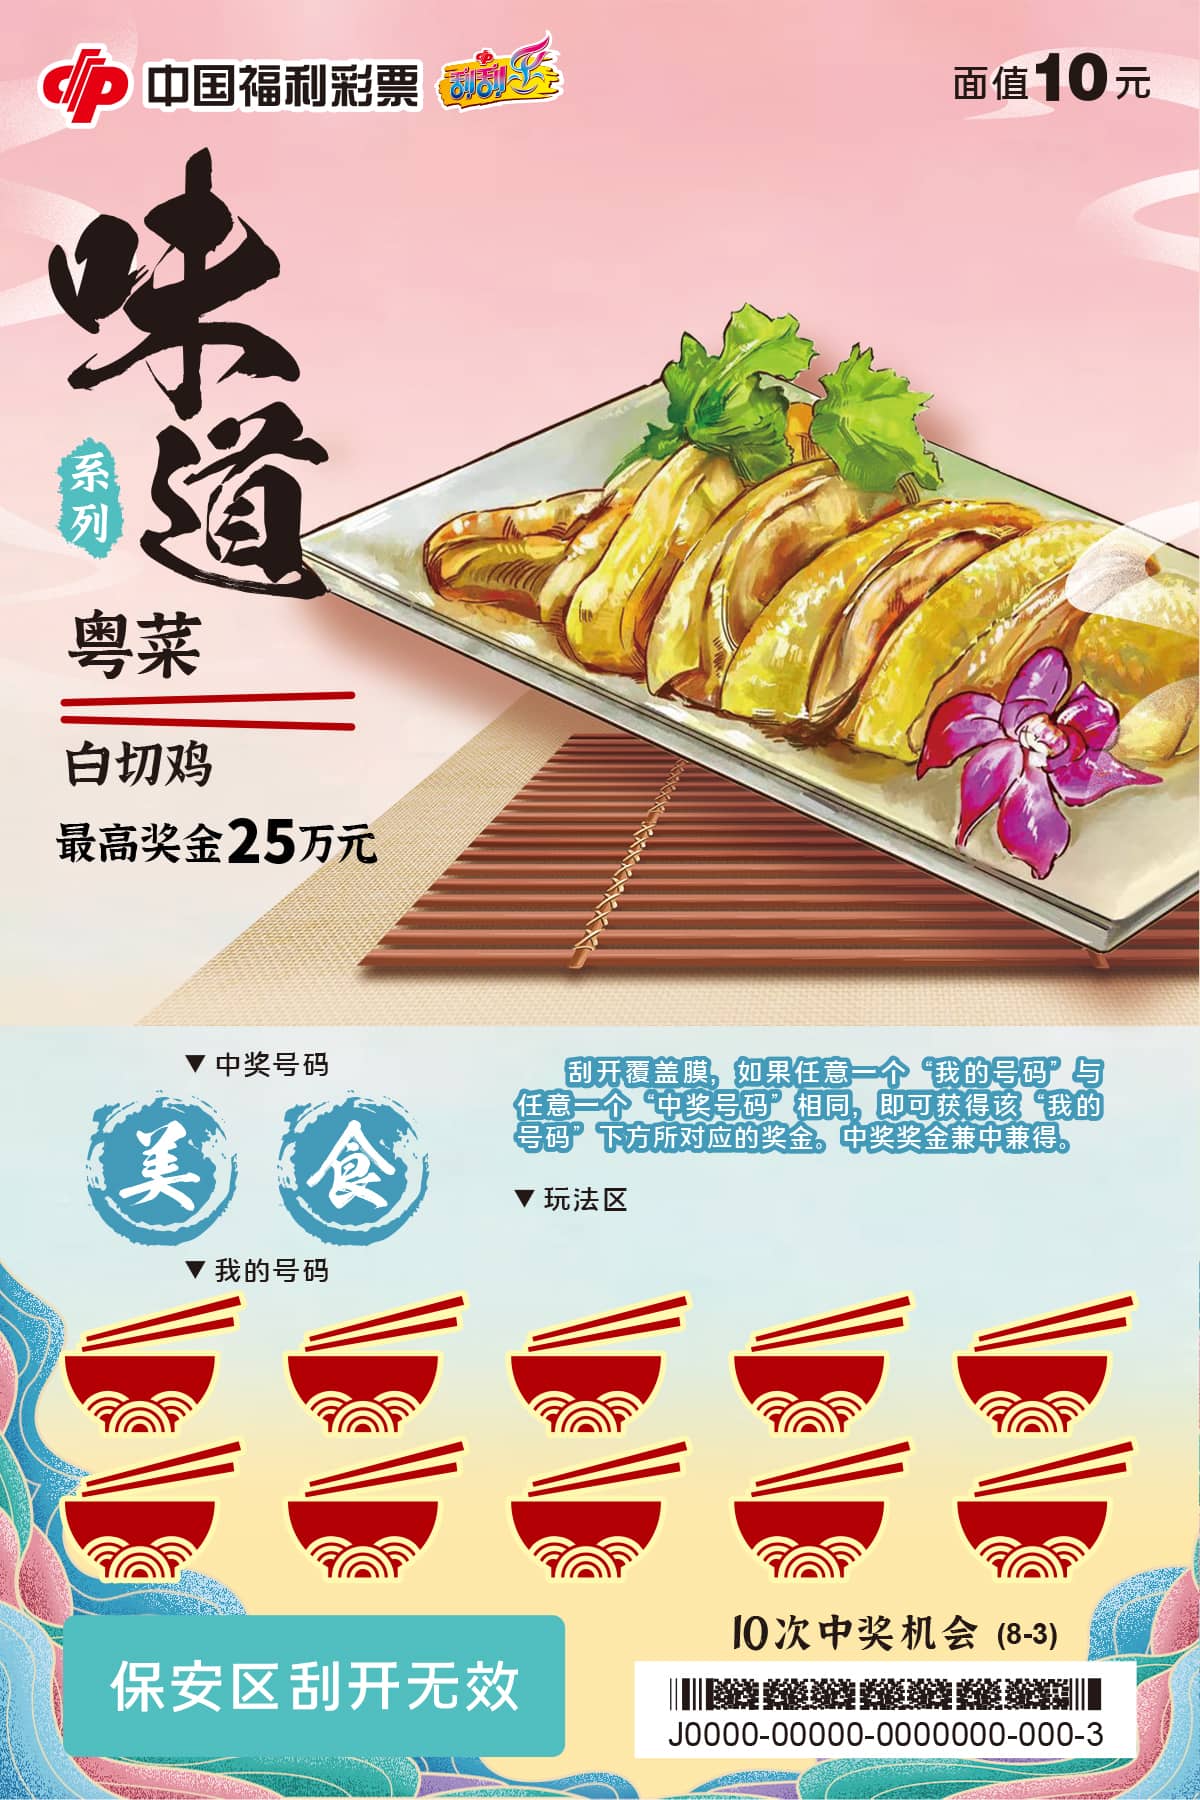 中国福利彩票 刮刮乐
面值10元
味道
系列
粤菜
白切鸡
最高奖金25万元
▼中奖号码
美 食
刮开覆盖膜，如果任意一个“我的号码”与
任意一个“中奖号码”相同，即可获得该“我的
号码”下方所对应的奖金。中奖奖金兼中兼得。
▼玩法区
▼我的号码
保安区刮开无效
10次中奖机会 (8-3)
J0000-00000-0000000-000-3